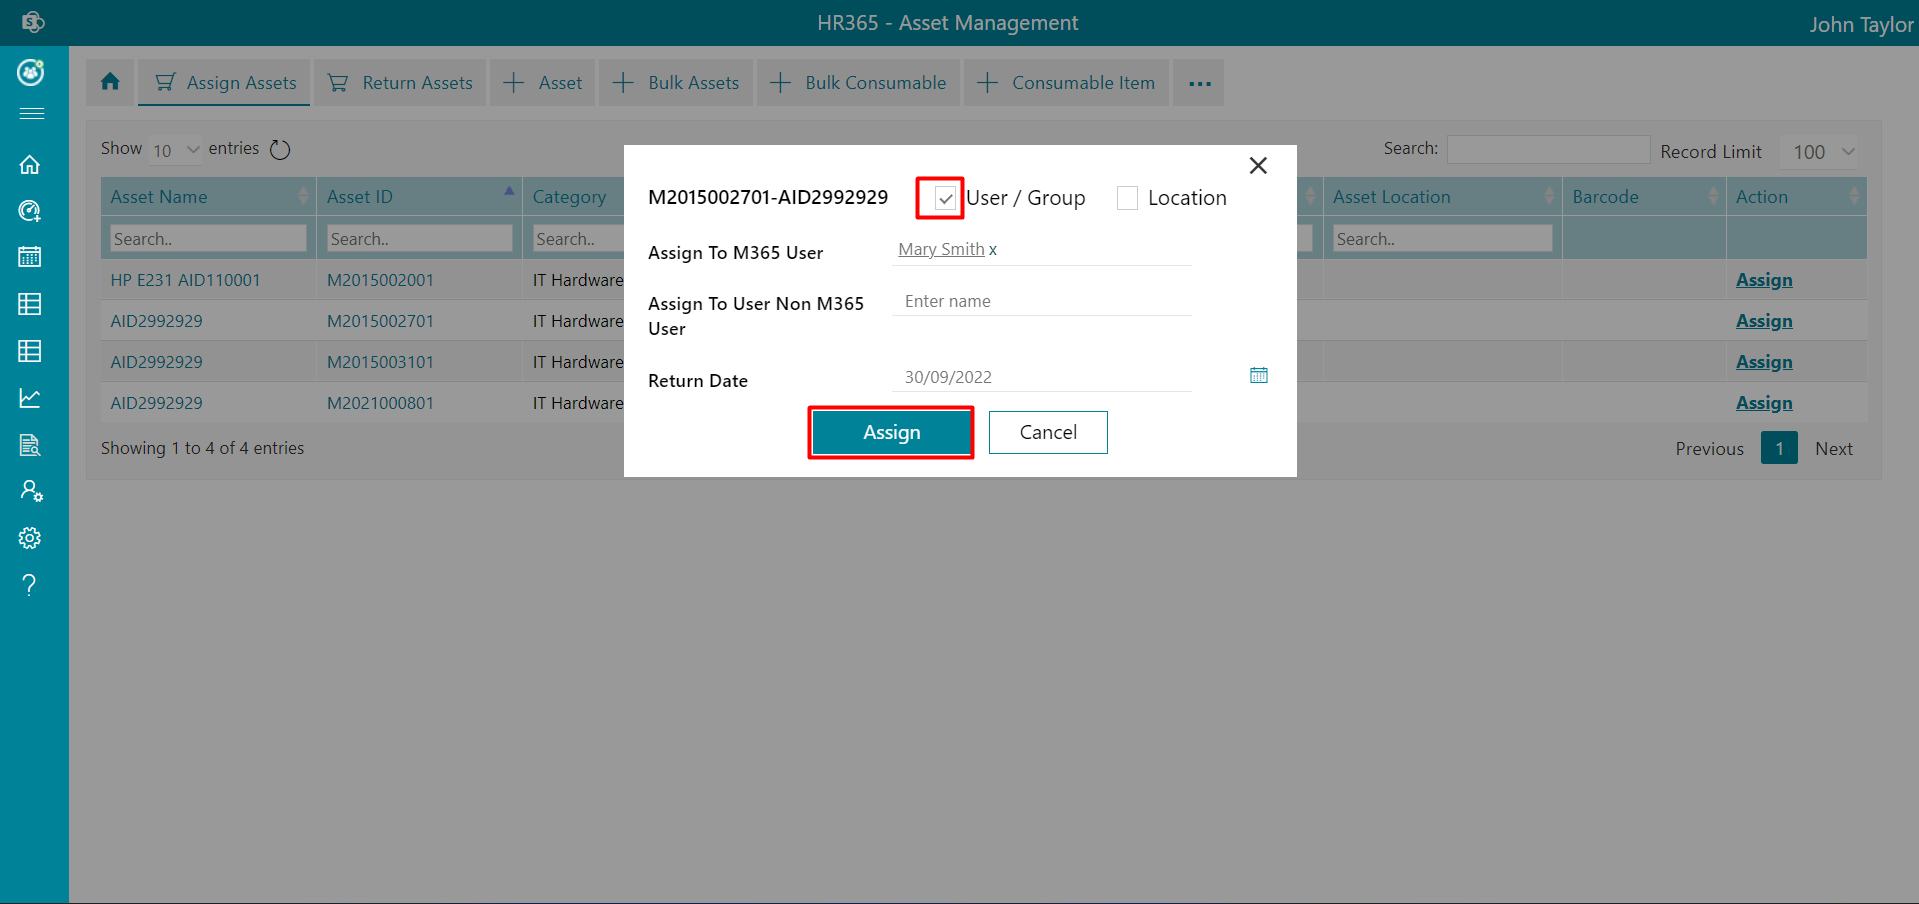 S
HR365 - Asset Management
John Taylor
Assign Assets
Return Assets
Asset
Bulk Assets
Bulk Consumable
Consumable Item
Show 10 entries
Search:
Record Limit 100
Asset Name
Asset ID
Category
Asset Location
Barcode
Action
Search..
Search..
Search..
Search..
HP E231 AID110001 M2015002001 IT Hardware Assign
AID2992929 M2015002701 IT Hardware Assign
AID2992929 M2015003101 IT Hardware Assign
AID2992929 M2021000801 IT Hardware Assign
Showing 1 to 4 of 4 entries
Previous 1 Next
M2015002701-AID2992929
User / Group
Location
Assign To M365 User
Mary Smith x
Assign To User Non M365
User
Enter name
Return Date
30/09/2022
Assign
Cancel